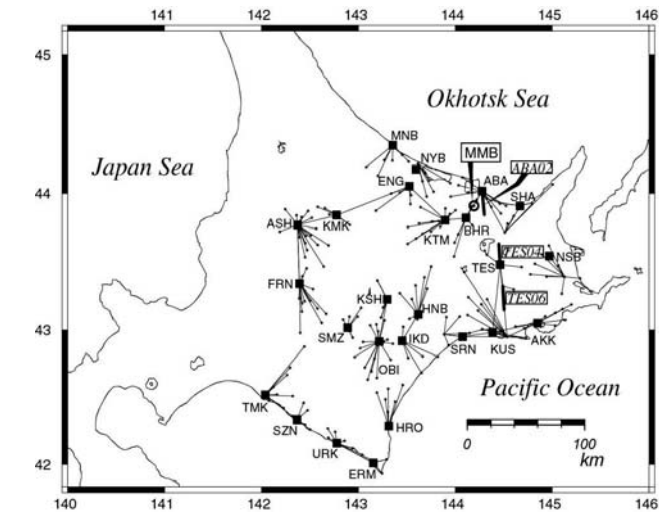 141 142 143 144 145 146
45
Okhotsk Sea
MNB
MMB
Japan Sea
NYB
ABA02
ENG
ABA
44
SHA
ASH
KMK
KTM
BHR
TES04
NSB
TES
FRN
KSH
TES06
HNB
43
SMZ
IKD
SRN
KUS
AKK
OBI
Pacific Ocean
TMK
SZN
HRO
0 100
URK
km
42
ERM
140 141 142 143 144 145 146